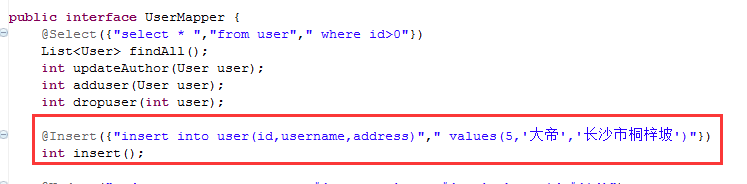 public interface UserMapper {
@Select({"select * ","from user"," where id>0"})
List<User> findAll();
int updateAuthor(User user);
int adduser(User user);
int dropuser(int user);
@Insert({"insert into user(id,username,address)"," values(5,'大帝','长沙市桐梓坡')"})
int insert();